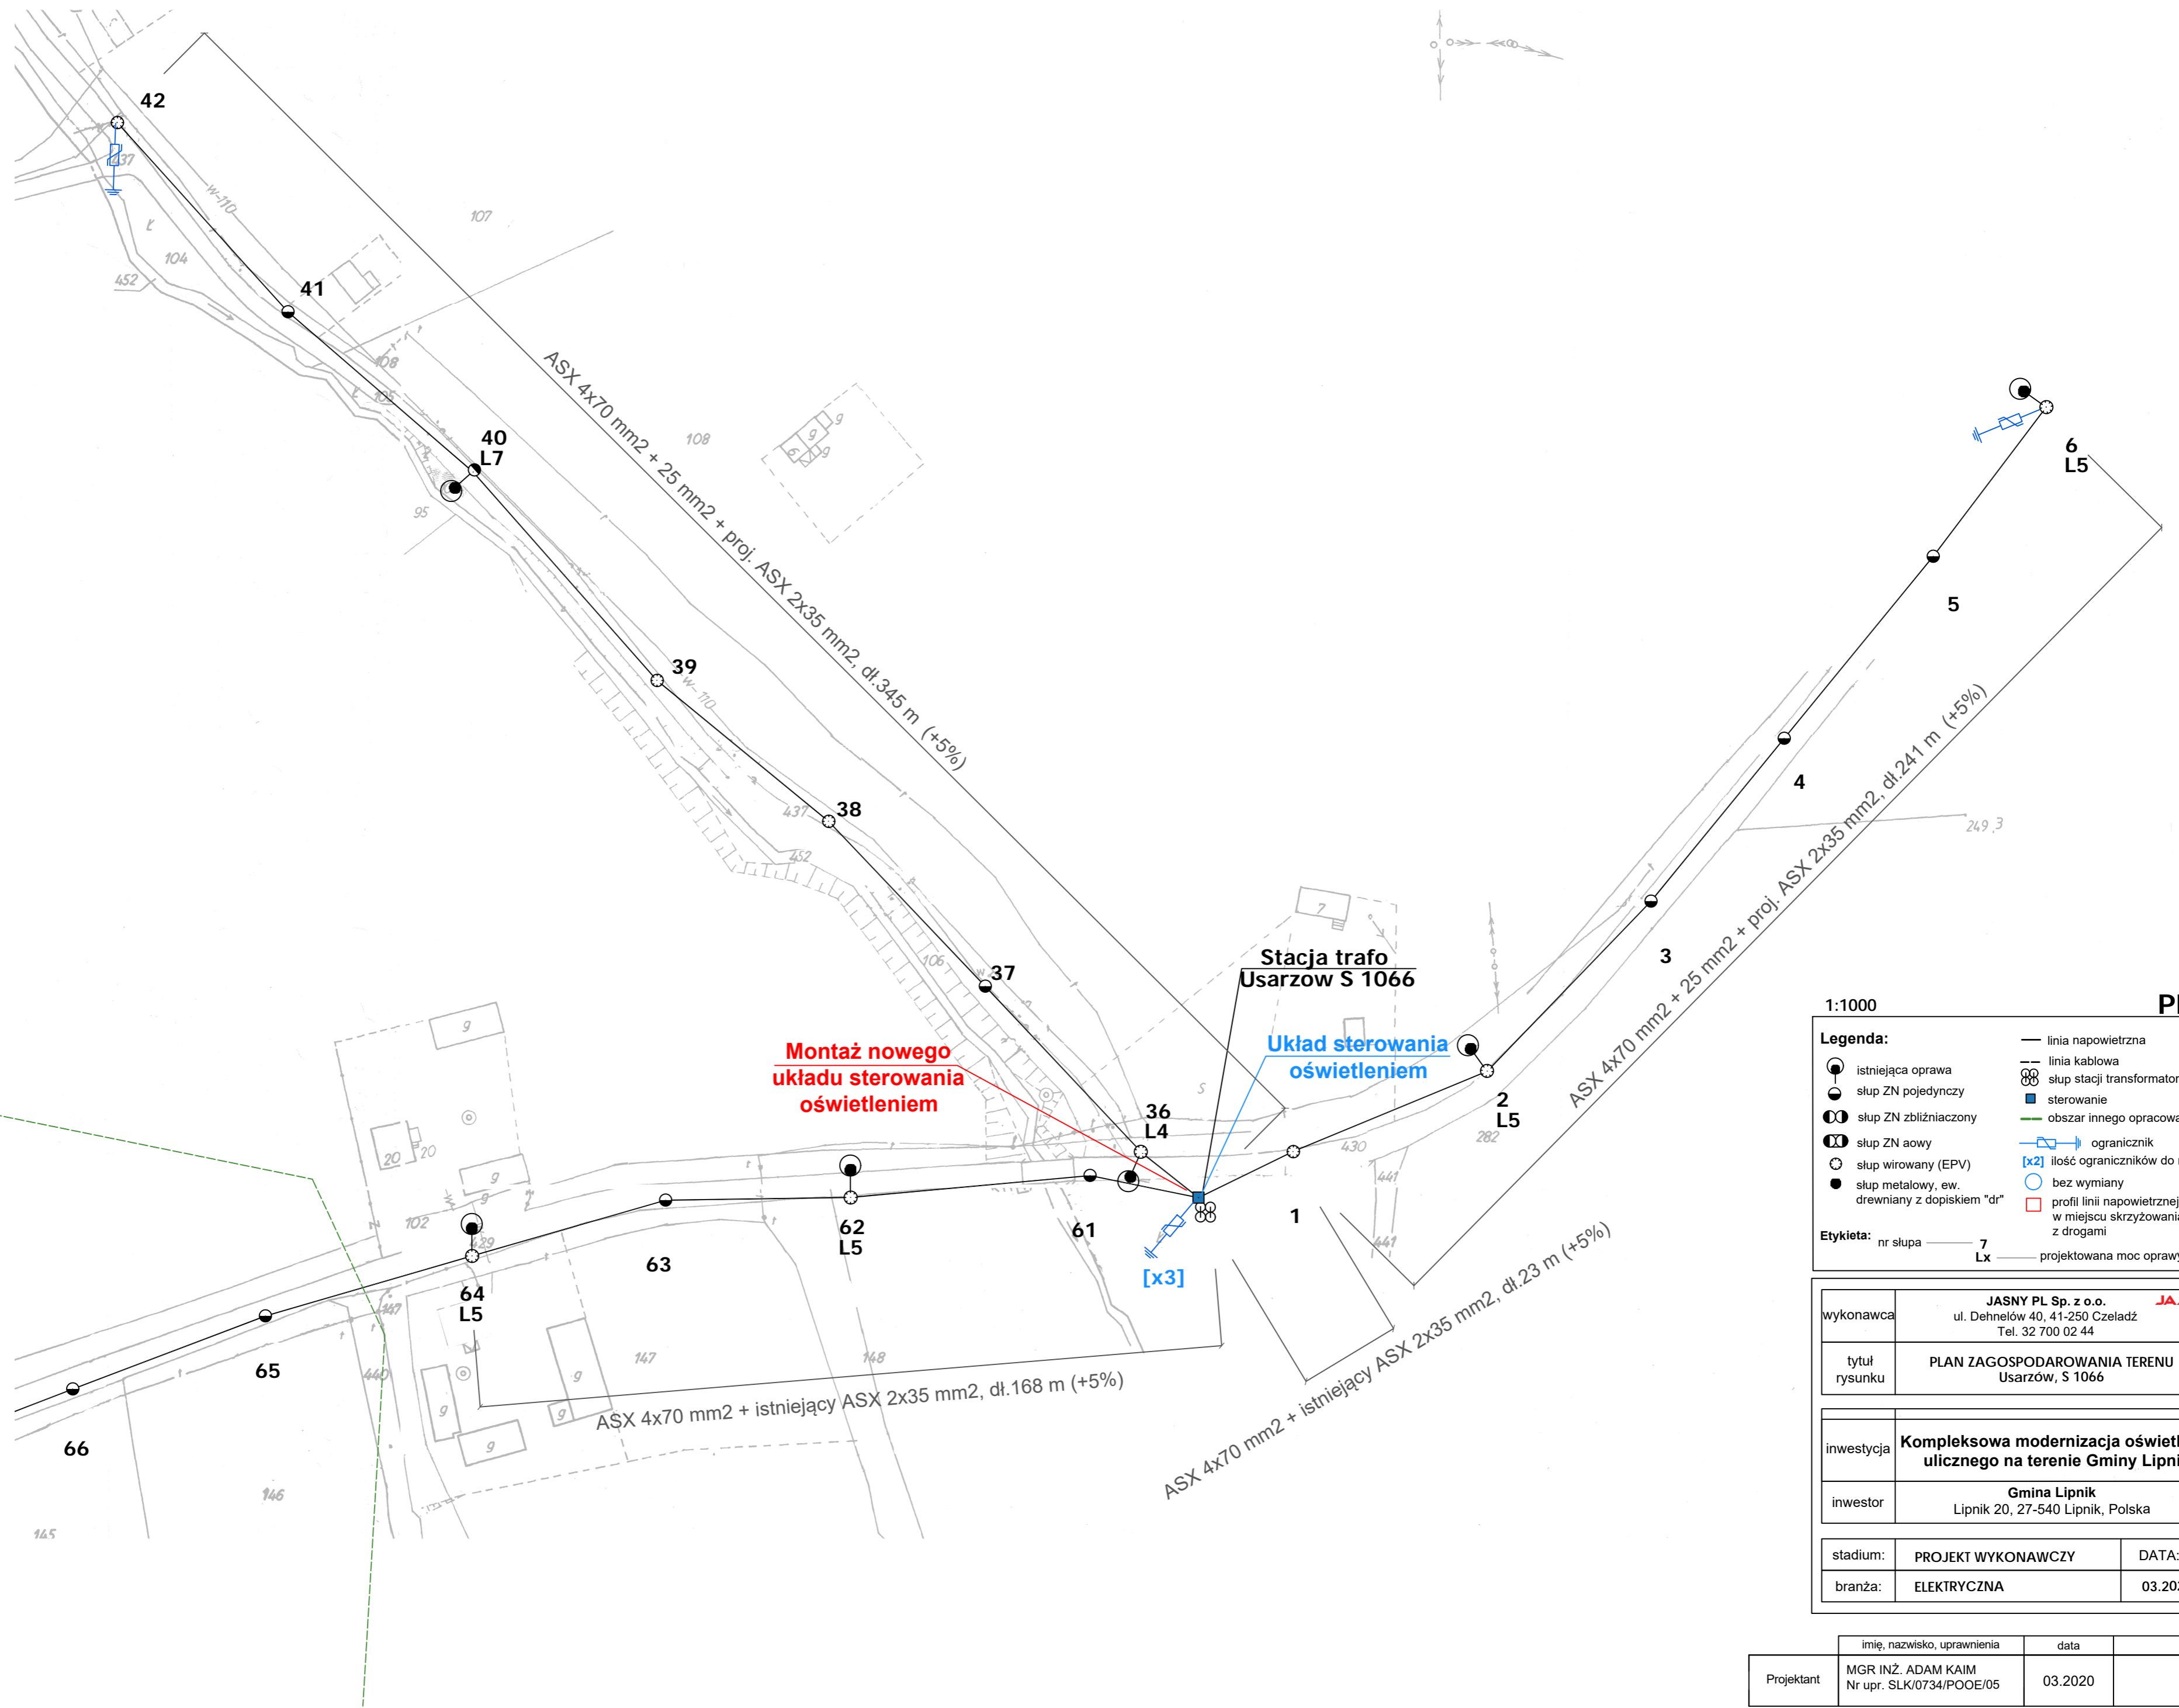 42
437
W-110
107
Ł
104
452
41
108
105
Ł
40
L7
95
108
g
g
6
g
ASX 4x70 mm2 + 25 mm2 + proj. ASX 2x35 mm2, dł.345 m (+5%)
39
W-110
437
38
452
106
37
w
7
6
L5
5
4
249,3
3
ASX 4x70 mm2 + 25 mm2 + proj. ASX 2x35 mm2, dł.241 m (+5%)
Stacja trafo
Usarzow S 1066
Montaż nowego
układu sterowania
oświetleniem
Układ sterowania
oświetleniem
S
36
L4
2
L5
430
282
441
441
1
[x3]
61
62
L5
63
64
L5
65
66
g
20
20
g
g
102
429
147
440
g
g
g
g
147
148
146
145
ASX 4x70 mm2 + istniejący ASX 2x35 mm2, dł.168 m (+5%)
ASX 4x70 mm2 + istniejący ASX 2x35 mm2, dł.23 m (+5%)
1:1000
Legenda:
istniejąca oprawa
słup ZN pojedynczy
słup ZN zbliźniaczony
słup ZN aowy
słup wirowany (EPV)
słup metalowy, ew.
drewniany z dopiskiem "dr"
linia napowietrzna
linia kablowa
słup stacji transformator
sterowanie
obszar innego opracowa
ogranicznik
[x2] ilość ograniczników do
bez wymiany
profil linii napowietrznej
w miejscu skrzyżowania
z drogami
Etykieta: nr słupa 7
Lx projektowana moc oprawy
wykonawca
JASNY PL Sp. z o.o.
ul. Dehnelów 40, 41-250 Czeladź
Tel. 32 700 02 44
JA
tytuł
rysunku
PLAN ZAGOSPODAROWANIA TERENU
Usarzów, S 1066
inwestycja
Kompleksowa modernizacja oświetl
ulicznego na terenie Gminy Lipni
inwestor
Gmina Lipnik
Lipnik 20, 27-540 Lipnik, Polska
stadium: PROJEKT WYKONAWCZY DATA:
branża: ELEKTRYCZNA 03.202
imię, nazwisko, uprawnienia data
Projektant
MGR INŻ. ADAM KAIM
Nr upr. SLK/0734/POOE/05
03.2020